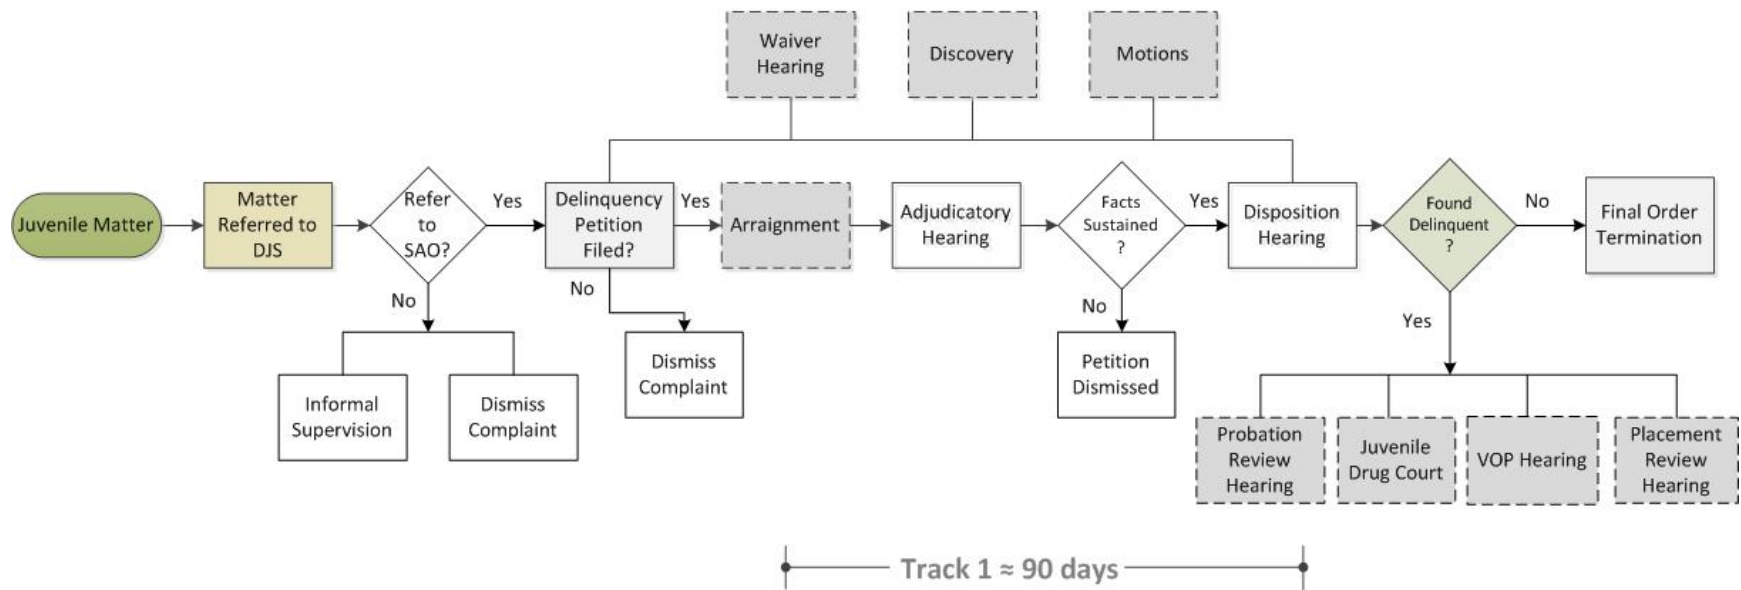 Waiver
Hearing
Discovery
Motions
Juvenile Matter
Matter
Referred to
DJS
Refer
to
SAO?
Yes
No
Informal
Supervision
Dismiss
Complaint
Delinquency
Petition
Filed?
Yes
No
Dismiss
Complaint
Arraignment
Adjudicatory
Hearing
Facts
Sustained
?
Yes
No
Petition
Dismissed
Disposition
Hearing
Found
Delinquent
?
No
Final Order
Termination
Yes
Probation
Review
Hearing
Juvenile
Drug Court
VOP Hearing
Placement
Review
Hearing
Track 1 ≈ 90 days